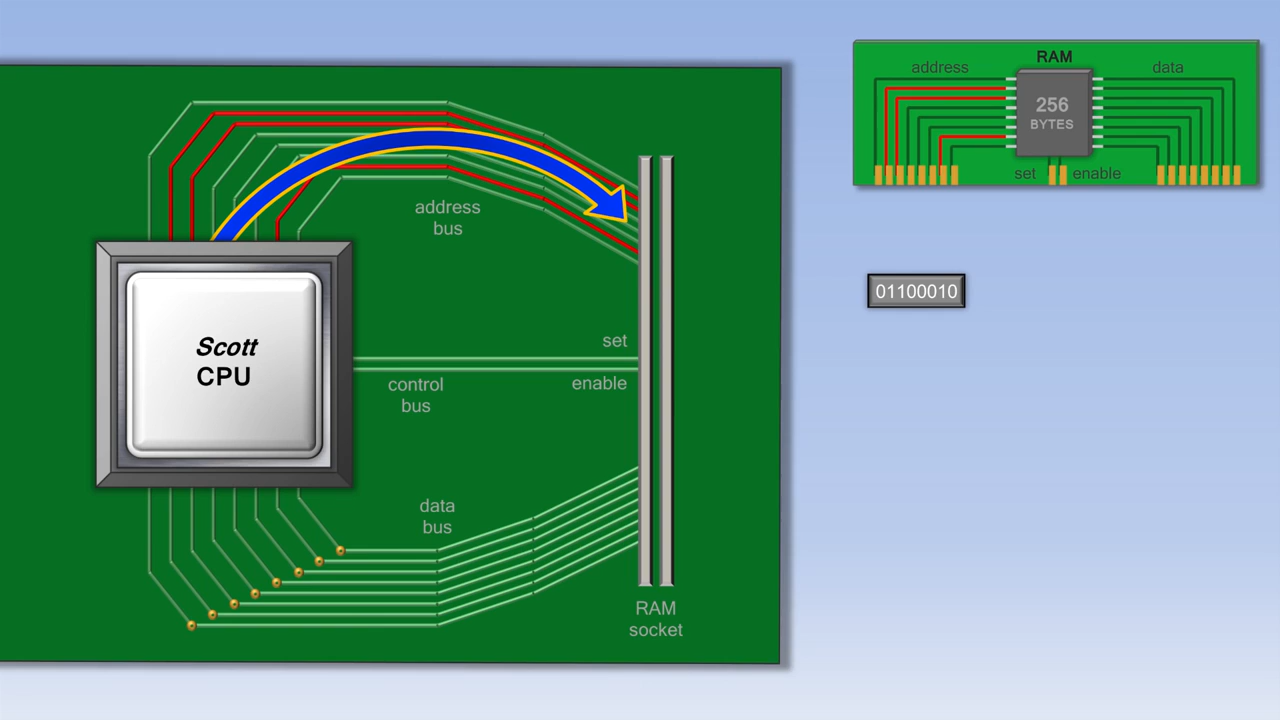 RAM
address
data
256
BYTES
set
enable
address
bus
01100010
set
Scott
CPU
control
bus
enable
data
bus
RAM
socket